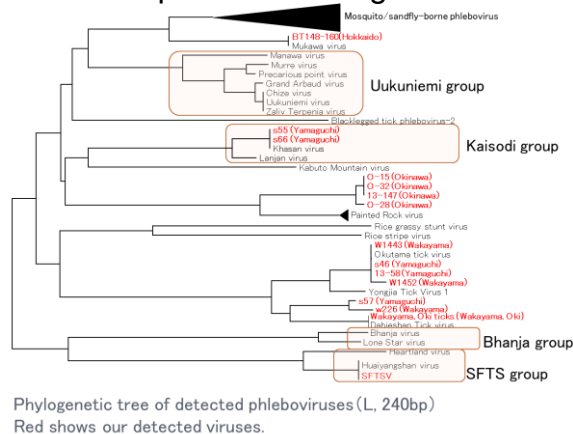 Mosquito/sandfly-borne phlebovirus
BT148-160(Hokkaido)
Mukawa virus
Manawa virus
Murre virus
Precarious point virus
Grand Arbaud virus
Chize virus
Uukuniemi virus
Zaliv Terpenia virus
Uukuniemi group
Blacklegged tick phlebovirus-2
s55(Yamaguchi)
s66(Yamaguchi)
Khasan virus
Lanjan virus
Kaisodi group
Kabuto Mountain virus
O-15(Okinawa)
O-32(Okinawa)
13-147(Okinawa)
O-28(Okinawa)
Painted Rock virus
Rice grassy stunt virus
Rice stripe virus
W1443(Wakayama)
Okutama tick virus
s46(Yamaguchi)
13-58(Yamaguchi)
W1452(Wakayama)
Yongjia Tick Virus 1
s57(Yamaguchi)
w226(Wakayama)
Wakayama, Oki ticks(Wakayama, Oki)
Dabieshan Tick virus
Bhanja virus
Lone Star virus
Bhanja group
Heartland virus
Huaiyangshan virus
SFTSV
SFTS group
Phylogenetic tree of detected phleboviruses(L, 240bp)
Red shows our detected viruses.